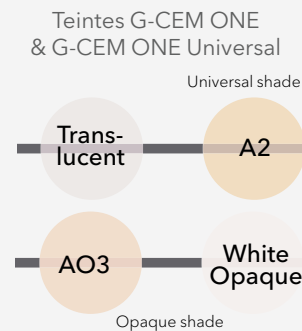 Teintes G-CEM ONE
& G-CEM ONE Universal
Universal shade
Trans-
lucent
A2
AO3
White
Opaque
Opaque shade